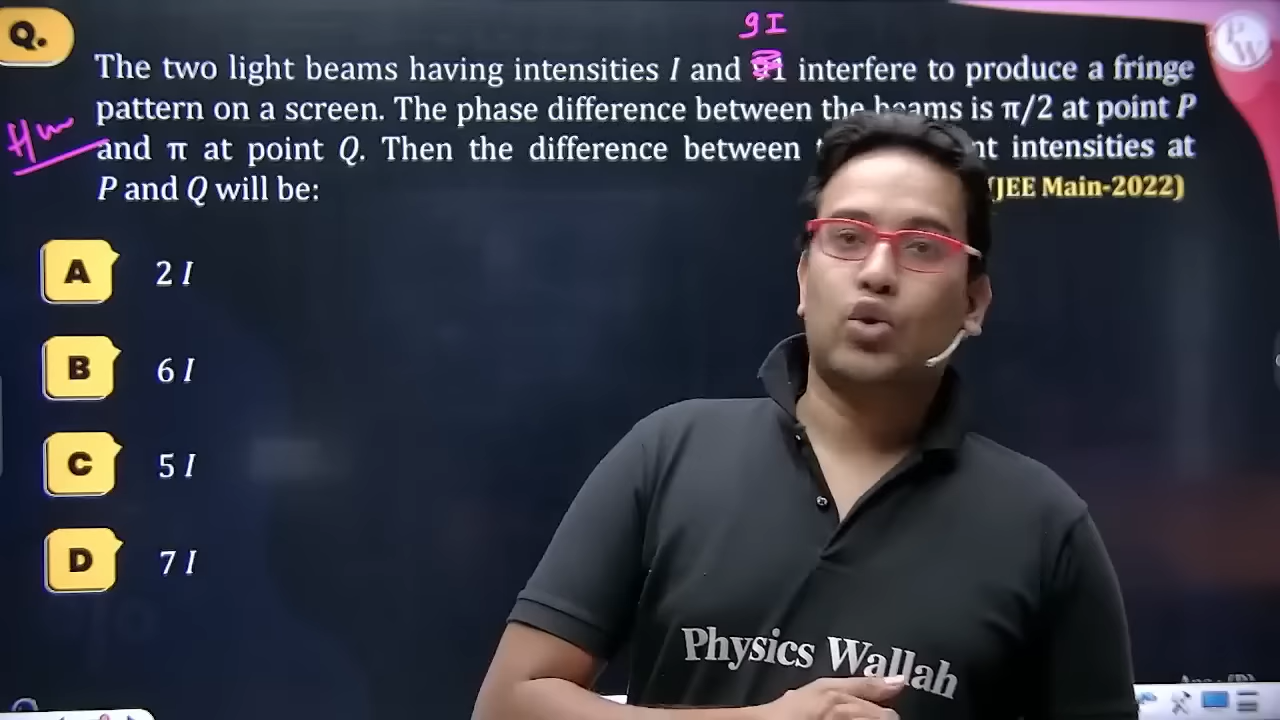 Q.
9I
The two light beams having intensities I and interfere to produce a fringe
pattern on a screen. The phase difference between the beams is π/2 at point P
Hw
and π at point Q. Then the difference between intensities at
P and Q will be:
(JEE Main-2022)
PW
A 2 I
B 6 I
C 5 I
D 7 I
Physics Wallah